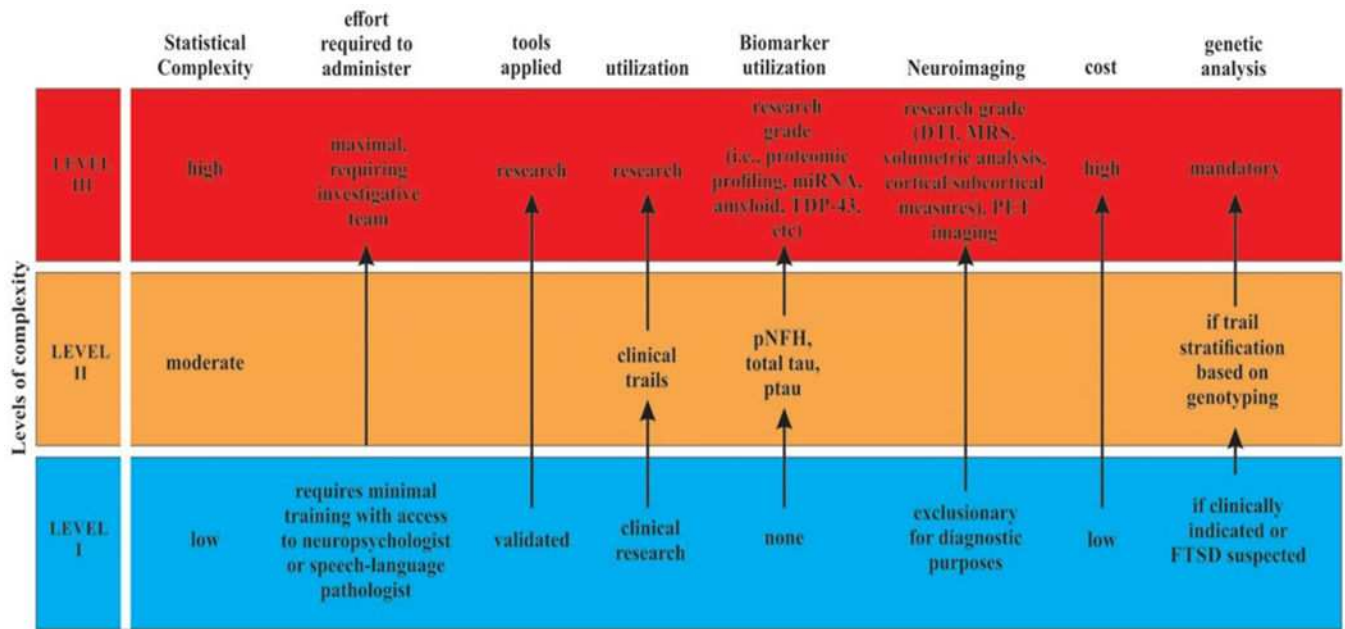 Statistical
Complexity
effort
required to
administer
tools
applied
utilization
Biomarker
utilization
Neuroimaging
cost
genetic
analysis
Levels of complexity
LEVEL
III
high
maximal,
requiring
investigative
team
research
research
research
grade
(i.e., proteomic
profiling, miRNA,
amyloid, TDP-43,
etc)
research grade
(DTI, MRS,
volumetric analysis,
cortical subcortical
measures), PET
imaging
high
mandatory
LEVEL
II
moderate
clinical
trails
pNFH,
total tau,
ptau
if trail
stratification
based on
genotyping
LEVEL
I
low
requires minimal
training with access
to neuropsychologist
or speech-language
pathologist
validated
clinical
research
none
exclusionary
for diagnostic
purposes
low
if clinically
indicated or
FTSD suspected